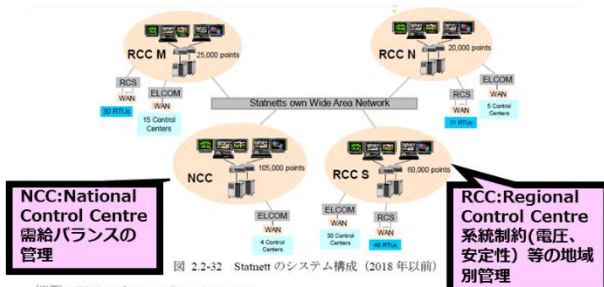 RCC M
25,000 points
RCS
WAN
30 RTUs
ELCOM
WAN
15 Control
Centers
RCC N
20,000 points
RCS
WAN
31 RTUs
ELCOM
WAN
5 Control
Centers
Statnetts own Wide Area Network
NCC
105,000 points
ELCOM
WAN
4 Control
Centers
RCC S
60,000 points
ELCOM
WAN
30 Control
Centers
RCS
WAN
46 RTUs
NCC:National
Control Centre
需給バランスの
管理
RCC:Regional
Control Centre
系統制約(電圧、
安定性）等の地域
別管理
図 2.2-32 Statnett のシステム構成（2018 年以前）